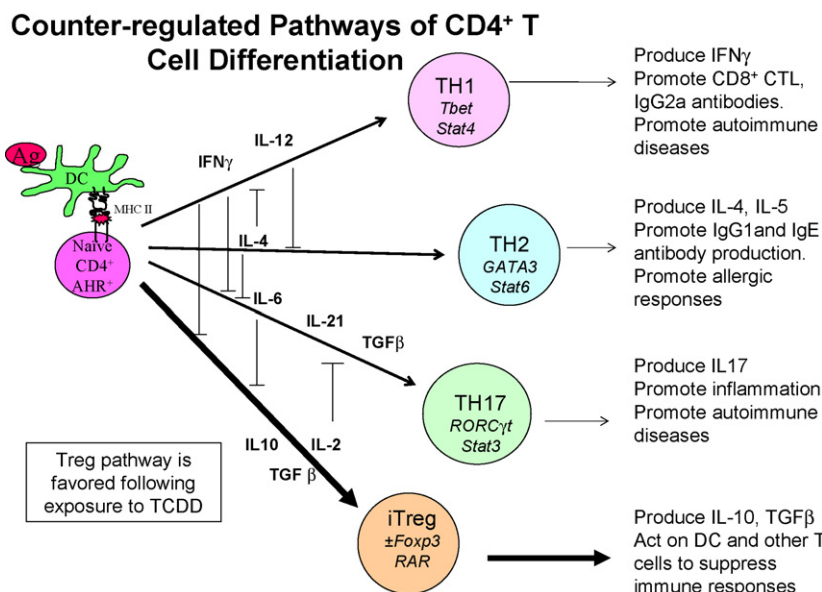 Counter-regulated Pathways of CD4⁺ T
Cell Differentiation
Ag
DC
MHC II
Naïve
CD4⁺
AHR⁺
IFNγ
IL-12
IL-4
IL-6
IL-21
TGFβ
IL10
IL-2
TGF β
TH1
Tbet
Stat4
Produce IFNγ
Promote CD8⁺ CTL,
IgG2a antibodies.
Promote autoimmune
diseases
TH2
GATA3
Stat6
Produce IL-4, IL-5
Promote IgG1and IgE
antibody production.
Promote allergic
responses
TH17
RORCγt
Stat3
Produce IL17
Promote inflammation
Promote autoimmune
diseases
Treg pathway is
favored following
exposure to TCDD
iTreg
±Foxp3
RAR
Produce IL-10, TGFβ
Act on DC and other T
cells to suppress
immune responses